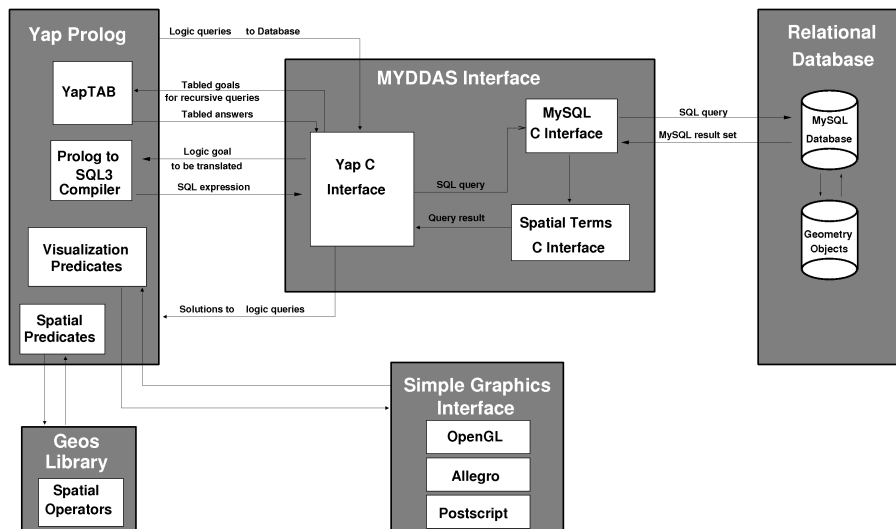 Yap Prolog
YapTAB
Prolog to
SQL3
Compiler
Visualization
Predicates
Spatial
Predicates
Geos
Library
Spatial
Operators
Logic queries to Database
Tabled goals
for recursive queries
Tabled answers
Logic goal
to be translated
SQL expression
Solutions to logic queries
MYDDAS Interface
Yap C
Interface
SQL query
Query result
MySQL
C Interface
Spatial Terms
C Interface
SQL query
MySQL result set
Relational
Database
MySQL
Database
Geometry
Objects
Simple Graphics
Interface
OpenGL
Allegro
Postscript